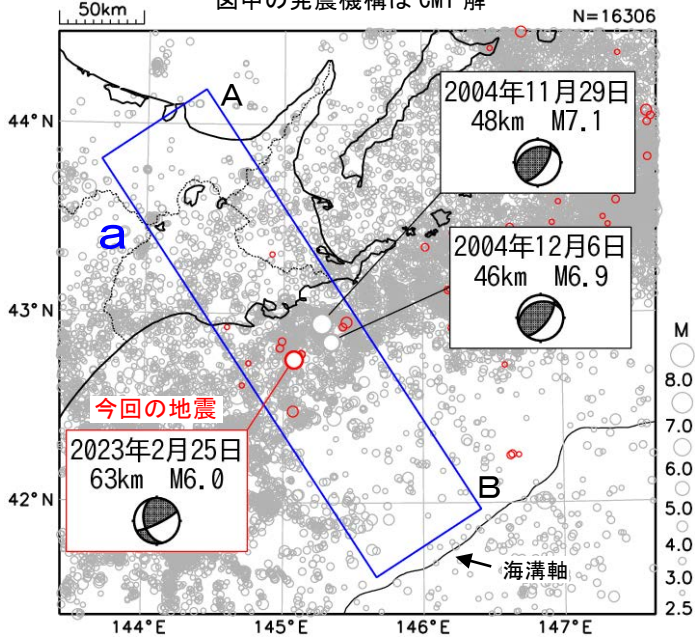 図中の発震機構は CMT 解
50km
N=16306
44°N
43°N
42°N
A
a
B
2004年11月29日
48km M7.1
2004年12月6日
46km M6.9
今回の地震
2023年2月25日
63km M6.0
海溝軸
M
8.0
7.0
6.0
5.0
4.0
3.0
2.5
144°E
145°E
146°E
147°E